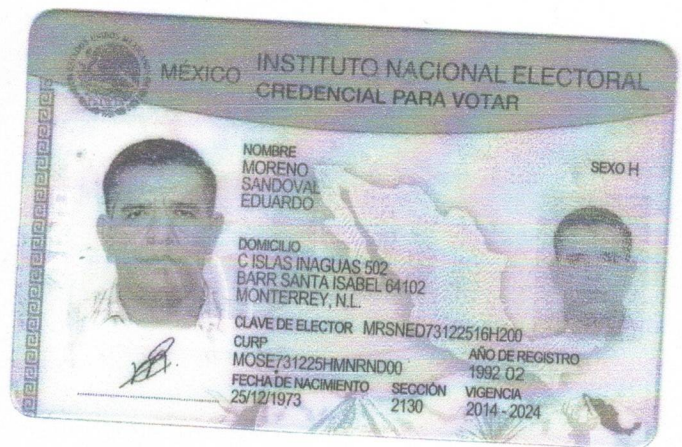 MÉXICO
INSTITUTO NACIONAL ELECTORAL
CREDENCIAL PARA VOTAR
NOMBRE
MORENO
SANDOVAL
EDUARDO
SEXO H
DOMICILIO
C ISLAS INAGUAS 502
BARR SANTA ISABEL 64102
MONTERREY, N.L.
CLAVE DE ELECTOR MRSNED73122516H200
CURP
MOSE731225HMNRND00
AÑO DE REGISTRO
1992 02
FECHA DE NACIMIENTO
25/12/1973
SECCIÓN
2130
VIGENCIA
2014 - 2024